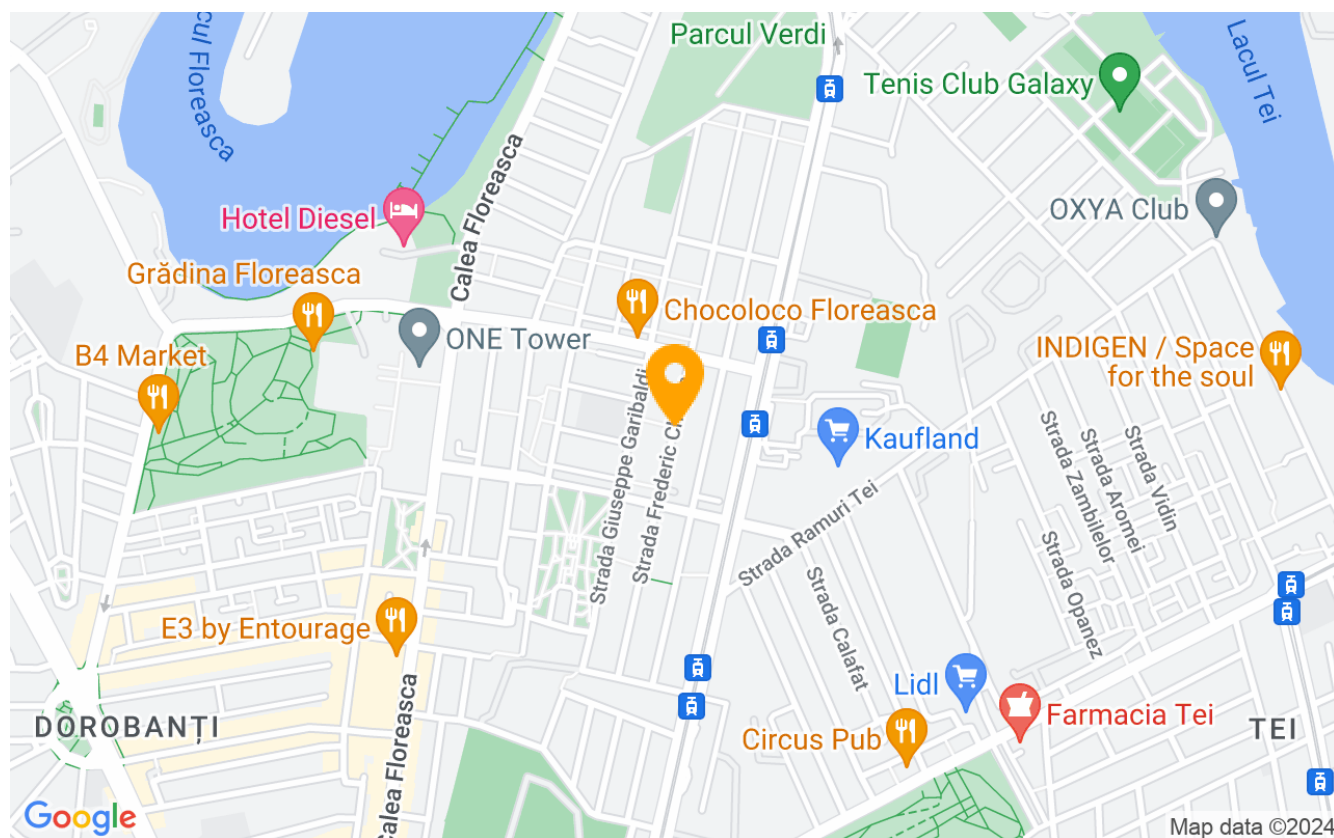 Parcul Verdi
Lacul Tei
cul Floreasca
Tenis Club Galaxy
Calea Floreasca
Hotel Diesel
OXYA Club
Grădina Floreasca
Chocoloco Floreasca
ONE Tower
B4 Market
INDIGEN / Space
for the soul
Strada Giuseppe Garibaldi
Strada Frederic
Kaufland
Strada Zambilelor
Strada Aromei
Strada Vidin
Strada Ramuri Tei
Strada Opanez
Strada Calafat
E3 by Entourage
Lidl
Farmacia Tei
DOROBANȚI
Calea Floreasca
Circus Pub
TEI
Google
Map data ©2024